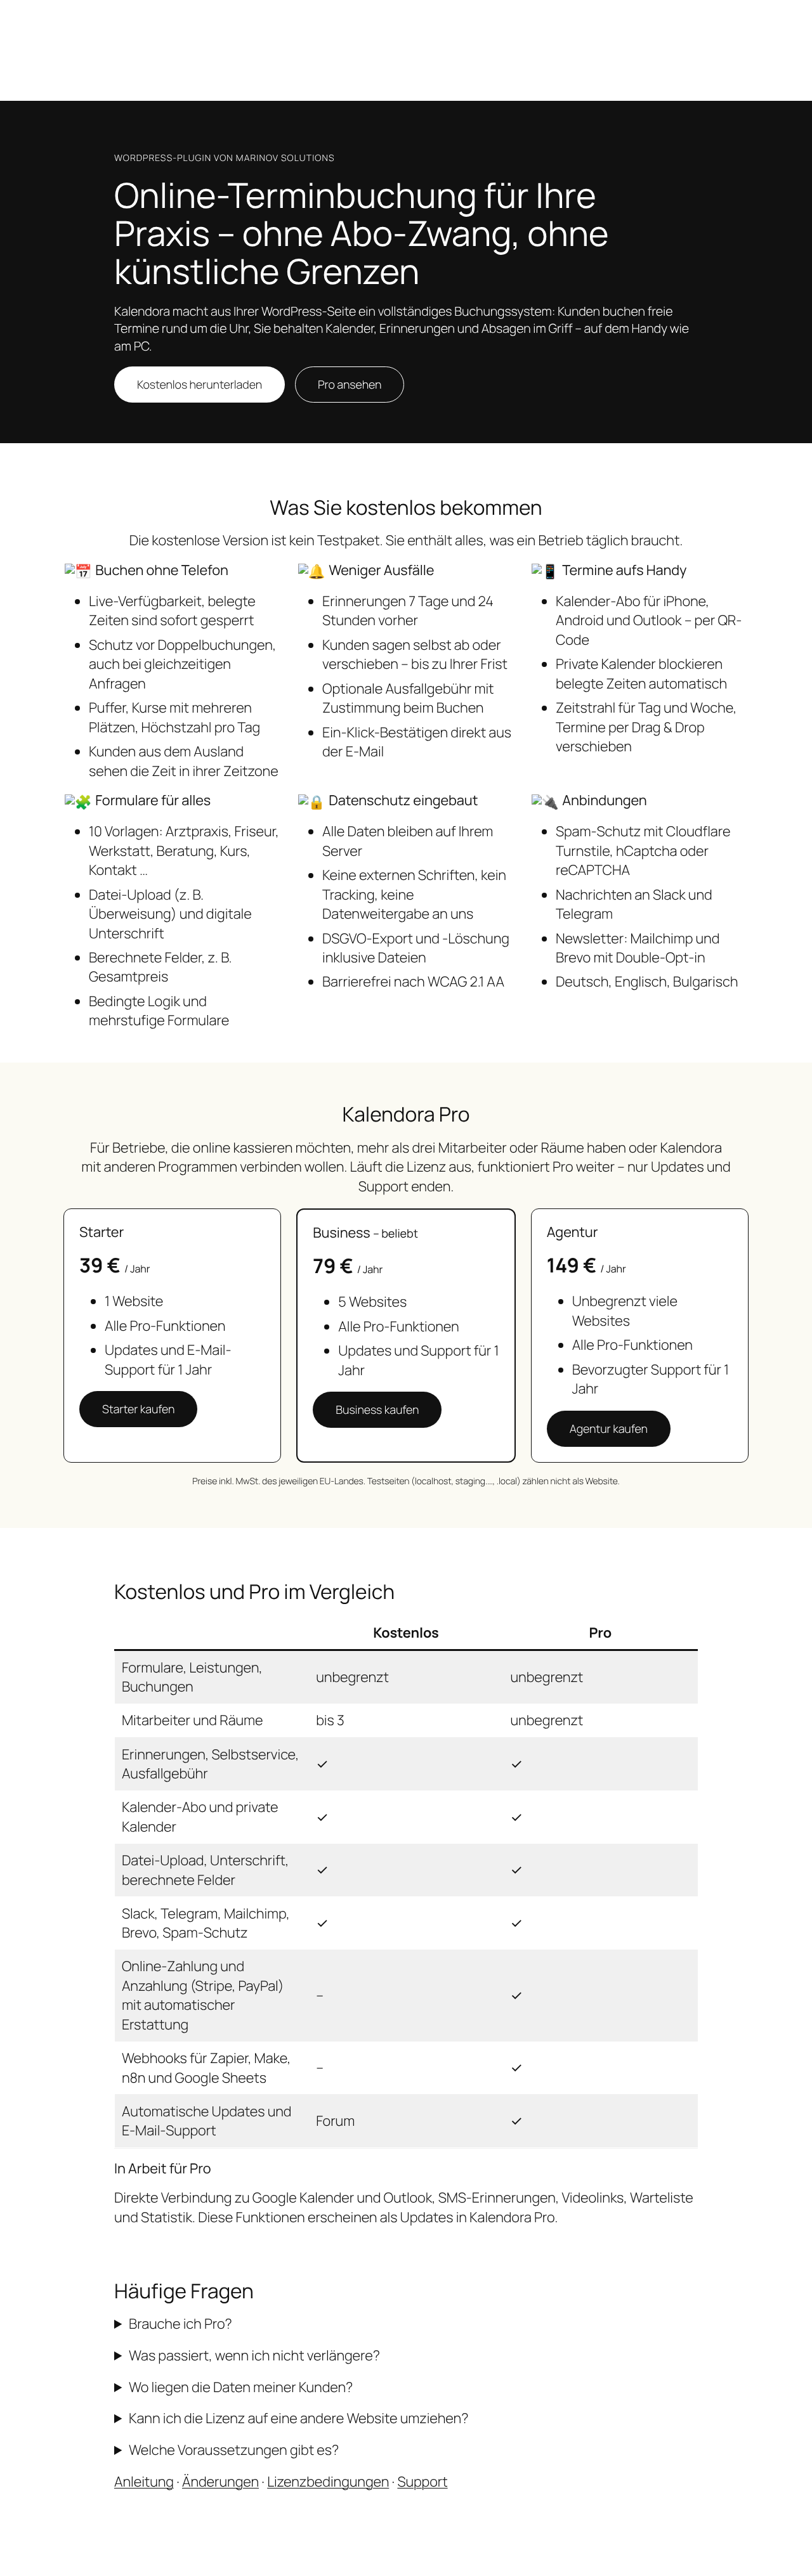 WORDPRESS-PLUGIN VON MARINOV SOLUTIONS
Online-Terminbuchung für Ihre
Praxis – ohne Abo-Zwang, ohne
künstliche Grenzen
Kalendora macht aus Ihrer WordPress-Seite ein vollständiges Buchungssystem: Kunden buchen freie
Termine rund um die Uhr, Sie behalten Kalender, Erinnerungen und Absagen im Griff – auf dem Handy wie
am PC.
Kostenlos herunterladen
Pro ansehen
Was Sie kostenlos bekommen
Die kostenlose Version ist kein Testpaket. Sie enthält alles, was ein Betrieb täglich braucht.
📅 Buchen ohne Telefon
Live-Verfügbarkeit, belegte
Zeiten sind sofort gesperrt
Schutz vor Doppelbuchungen,
auch bei gleichzeitigen
Anfragen
Puffer, Kurse mit mehreren
Plätzen, Höchstzahl pro Tag
Kunden aus dem Ausland
sehen die Zeit in ihrer Zeitzone
🔔 Weniger Ausfälle
Erinnerungen 7 Tage und 24
Stunden vorher
Kunden sagen selbst ab oder
verschieben – bis zu Ihrer Frist
Optionale Ausfallgebühr mit
Zustimmung beim Buchen
Ein-Klick-Bestätigen direkt aus
der E-Mail
📱 Termine aufs Handy
Kalender-Abo für iPhone,
Android und Outlook – per QR-
Code
Private Kalender blockieren
belegte Zeiten automatisch
Zeitstrahl für Tag und Woche,
Termine per Drag & Drop
verschieben
🧩 Formulare für alles
10 Vorlagen: Arztpraxis, Friseur,
Werkstatt, Beratung, Kurs,
Kontakt …
Datei-Upload (z. B.
Überweisung) und digitale
Unterschrift
Berechnete Felder, z. B.
Gesamtpreis
Bedingte Logik und
mehrstufige Formulare
🔒 Datenschutz eingebaut
Alle Daten bleiben auf Ihrem
Server
Keine externen Schriften, kein
Tracking, keine
Datenweitergabe an uns
DSGVO-Export und -Löschung
inklusive Dateien
Barrierefrei nach WCAG 2.1 AA
🔌 Anbindungen
Spam-Schutz mit Cloudflare
Turnstile, hCaptcha oder
reCAPTCHA
Nachrichten an Slack und
Telegram
Newsletter: Mailchimp und
Brevo mit Double-Opt-in
Deutsch, Englisch, Bulgarisch
Kalendora Pro
Für Betriebe, die online kassieren möchten, mehr als drei Mitarbeiter oder Räume haben oder Kalendora
mit anderen Programmen verbinden wollen. Läuft die Lizenz aus, funktioniert Pro weiter – nur Updates und
Support enden.
Starter
39 € / Jahr
1 Website
Alle Pro-Funktionen
Updates und E-Mail-
Support für 1 Jahr
Starter kaufen
Business – beliebt
79 € / Jahr
5 Websites
Alle Pro-Funktionen
Updates und Support für 1
Jahr
Business kaufen
Agentur
149 € / Jahr
Unbegrenzt viele
Websites
Alle Pro-Funktionen
Bevorzugter Support für 1
Jahr
Agentur kaufen
Preise inkl. MwSt. des jeweiligen EU-Landes. Testseiten (localhost, staging…, .local) zählen nicht als Website.
Kostenlos und Pro im Vergleich
Kostenlos Pro
Formulare, Leistungen,
Buchungen
unbegrenzt unbegrenzt
Mitarbeiter und Räume bis 3 unbegrenzt
Erinnerungen, Selbstservice,
Ausfallgebühr
✓ ✓
Kalender-Abo und private
Kalender
✓ ✓
Datei-Upload, Unterschrift,
berechnete Felder
✓ ✓
Slack, Telegram, Mailchimp,
Brevo, Spam-Schutz
✓ ✓
Online-Zahlung und
Anzahlung (Stripe, PayPal)
mit automatischer
Erstattung
– ✓
Webhooks für Zapier, Make,
n8n und Google Sheets
– ✓
Automatische Updates und
E-Mail-Support
Forum ✓
In Arbeit für Pro
Direkte Verbindung zu Google Kalender und Outlook, SMS-Erinnerungen, Videolinks, Warteliste
und Statistik. Diese Funktionen erscheinen als Updates in Kalendora Pro.
Häufige Fragen
▶ Brauche ich Pro?
▶ Was passiert, wenn ich nicht verlängere?
▶ Wo liegen die Daten meiner Kunden?
▶ Kann ich die Lizenz auf eine andere Website umziehen?
▶ Welche Voraussetzungen gibt es?
Anleitung · Änderungen · Lizenzbedingungen · Support